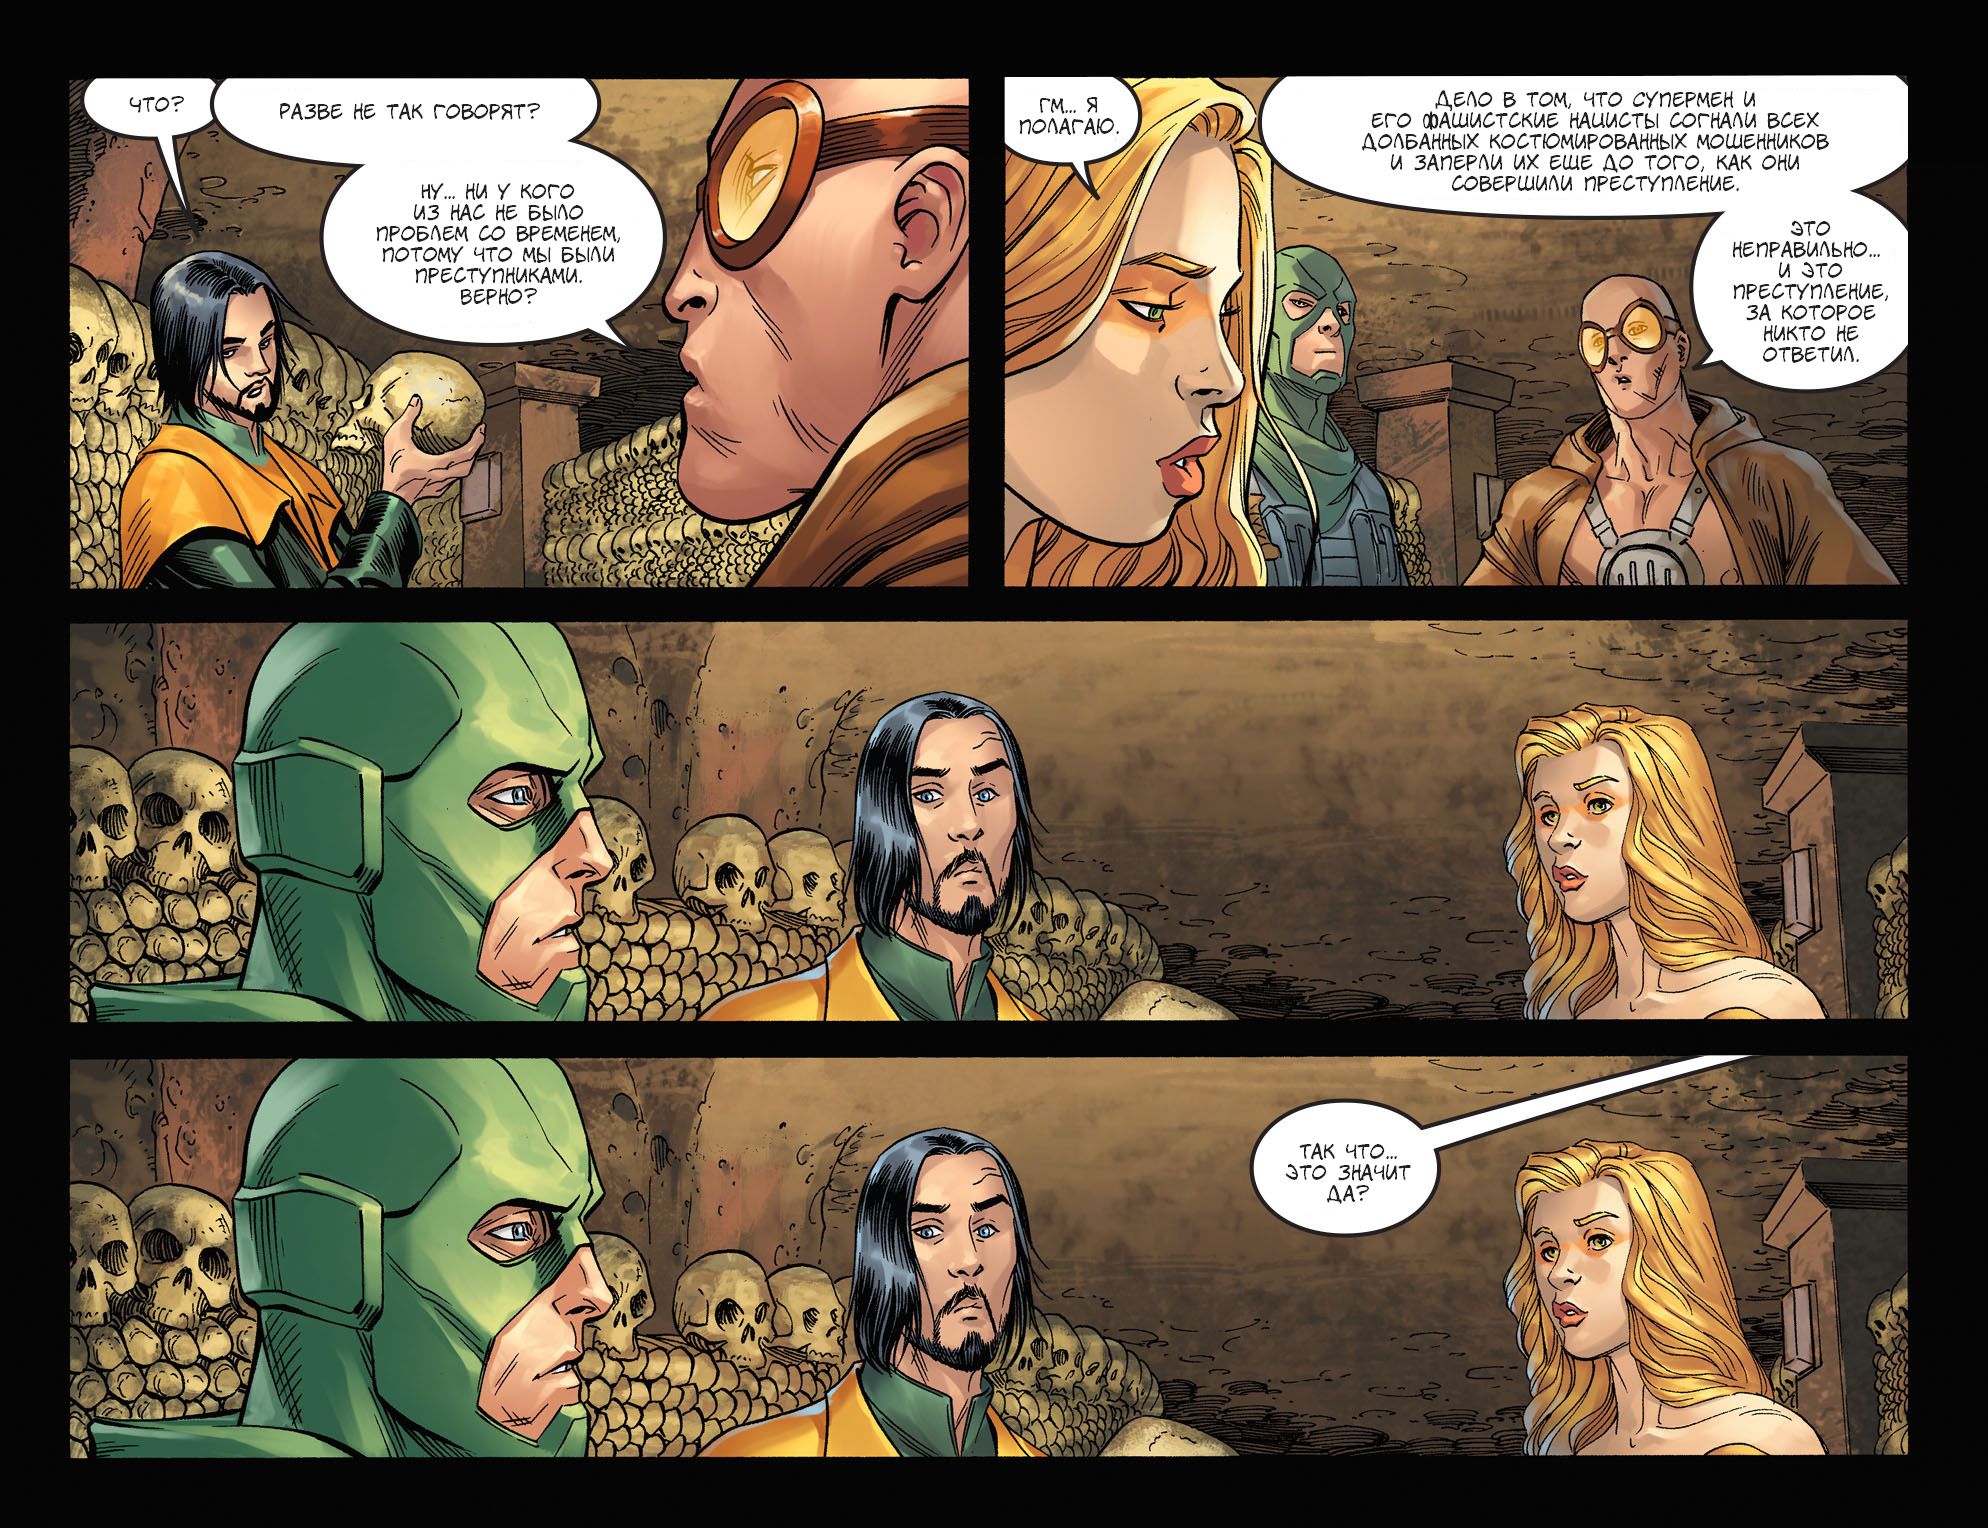 ЧТО?
РАЗВЕ НЕ ТАК ГОВОРЯТ?
НУ... НИ У КОГО
ИЗ НАС НЕ БЫЛО
ПРОБЛЕМ СО ВРЕМЕНЕМ,
ПОТОМУ ЧТО МЫ БЫЛИ
ПРЕСТУПНИКАМИ.
ВЕРНО?
ГМ... Я
ПОЛАГАЮ.
ДЕЛО В ТОМ, ЧТО СУПЕРМЕН И
ЕГО ФАШИСТСКИЕ НАЦИСТЫ СОГНАЛИ ВСЕХ
ДОЛБАННЫХ КОСТЮМИРОВАННЫХ МОШЕННИКОВ
И ЗАПЕРЛИ ИХ ЕЩЕ ДО ТОГО, КАК ОНИ
СОВЕРШИЛИ ПРЕСТУПЛЕНИЕ.
ЭТО
НЕПРАВИЛЬНО...
И ЭТО
ПРЕСТУПЛЕНИЕ,
ЗА КОТОРОЕ
НИКТО НЕ
ОТВЕТИЛ.
ТАК ЧТО...
ЭТО ЗНАЧИТ
ДА?